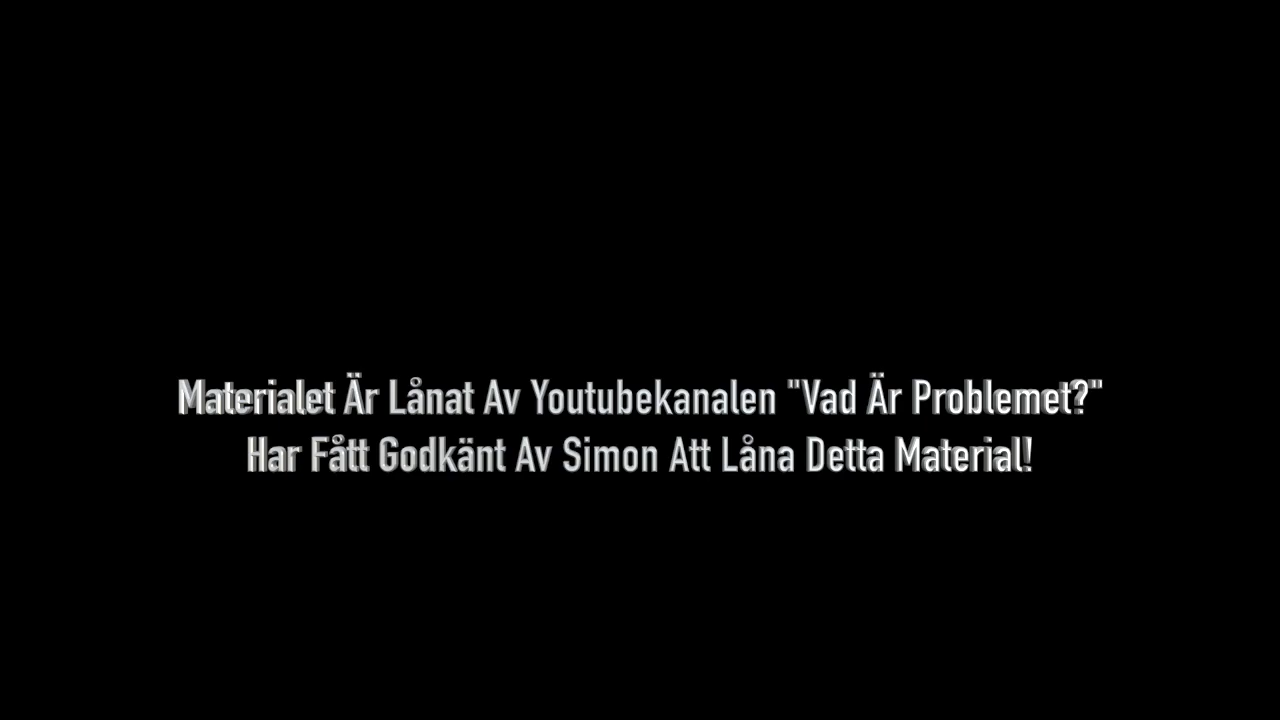 Materialet Är Lånat Av Youtubekanalen "Vad Är Problemet?"
Har Fått Godkänt Av Simon Att Låna Detta Material!